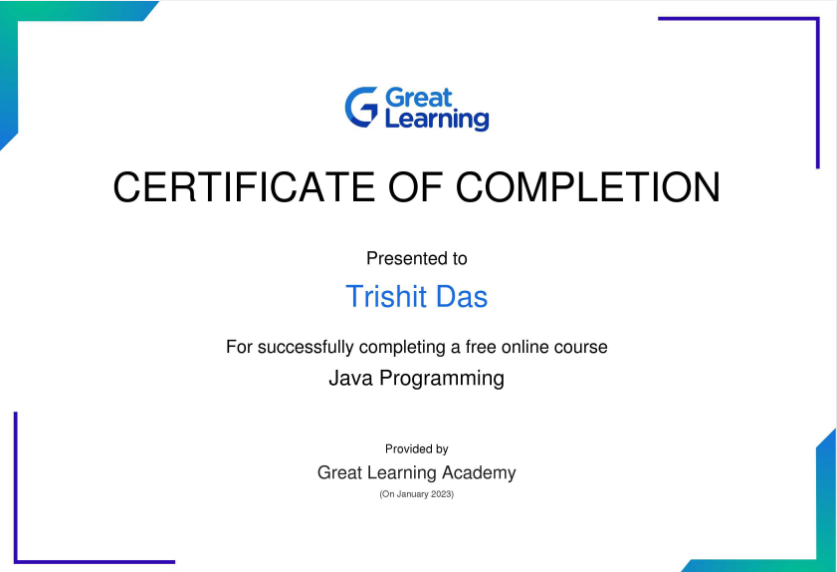 Great
Learning
CERTIFICATE OF COMPLETION
Presented to
Trishit Das
For successfully completing a free online course
Java Programming
Provided by
Great Learning Academy
(On January 2023)